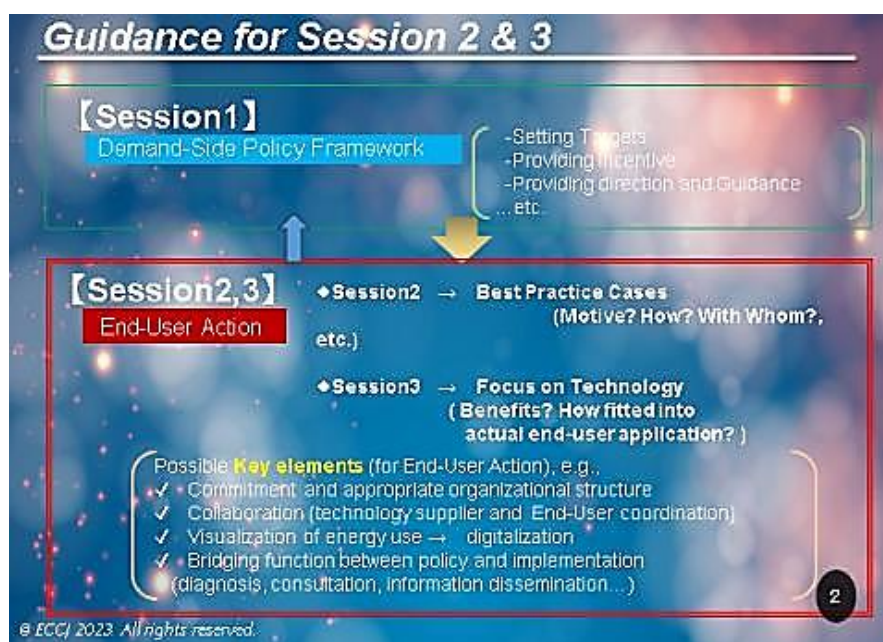 Guidance for Session 2 & 3
【Session1】
Demand-Side Policy Framework
-Setting Targets
-Providing Incentive
-Providing direction and Guidance
... etc.
【Session2,3】
End-User Action
◆Session2 → Best Practice Cases
(Motive? How? With Whom?,
etc.)
◆Session3 → Focus on Technology
( Benefits? How fitted into
actual end-user application? )
Possible Key elements (for End-User Action), e.g.,
✓ Commitment and appropriate organizational structure
✓ Collaboration (technology supplier and End-User coordination)
✓ Visualization of energy use → digitalization
✓ Bridging function between policy and implementation
(diagnosis, consultation, information dissemination...)
2
© ECCJ 2023. All rights reserved.